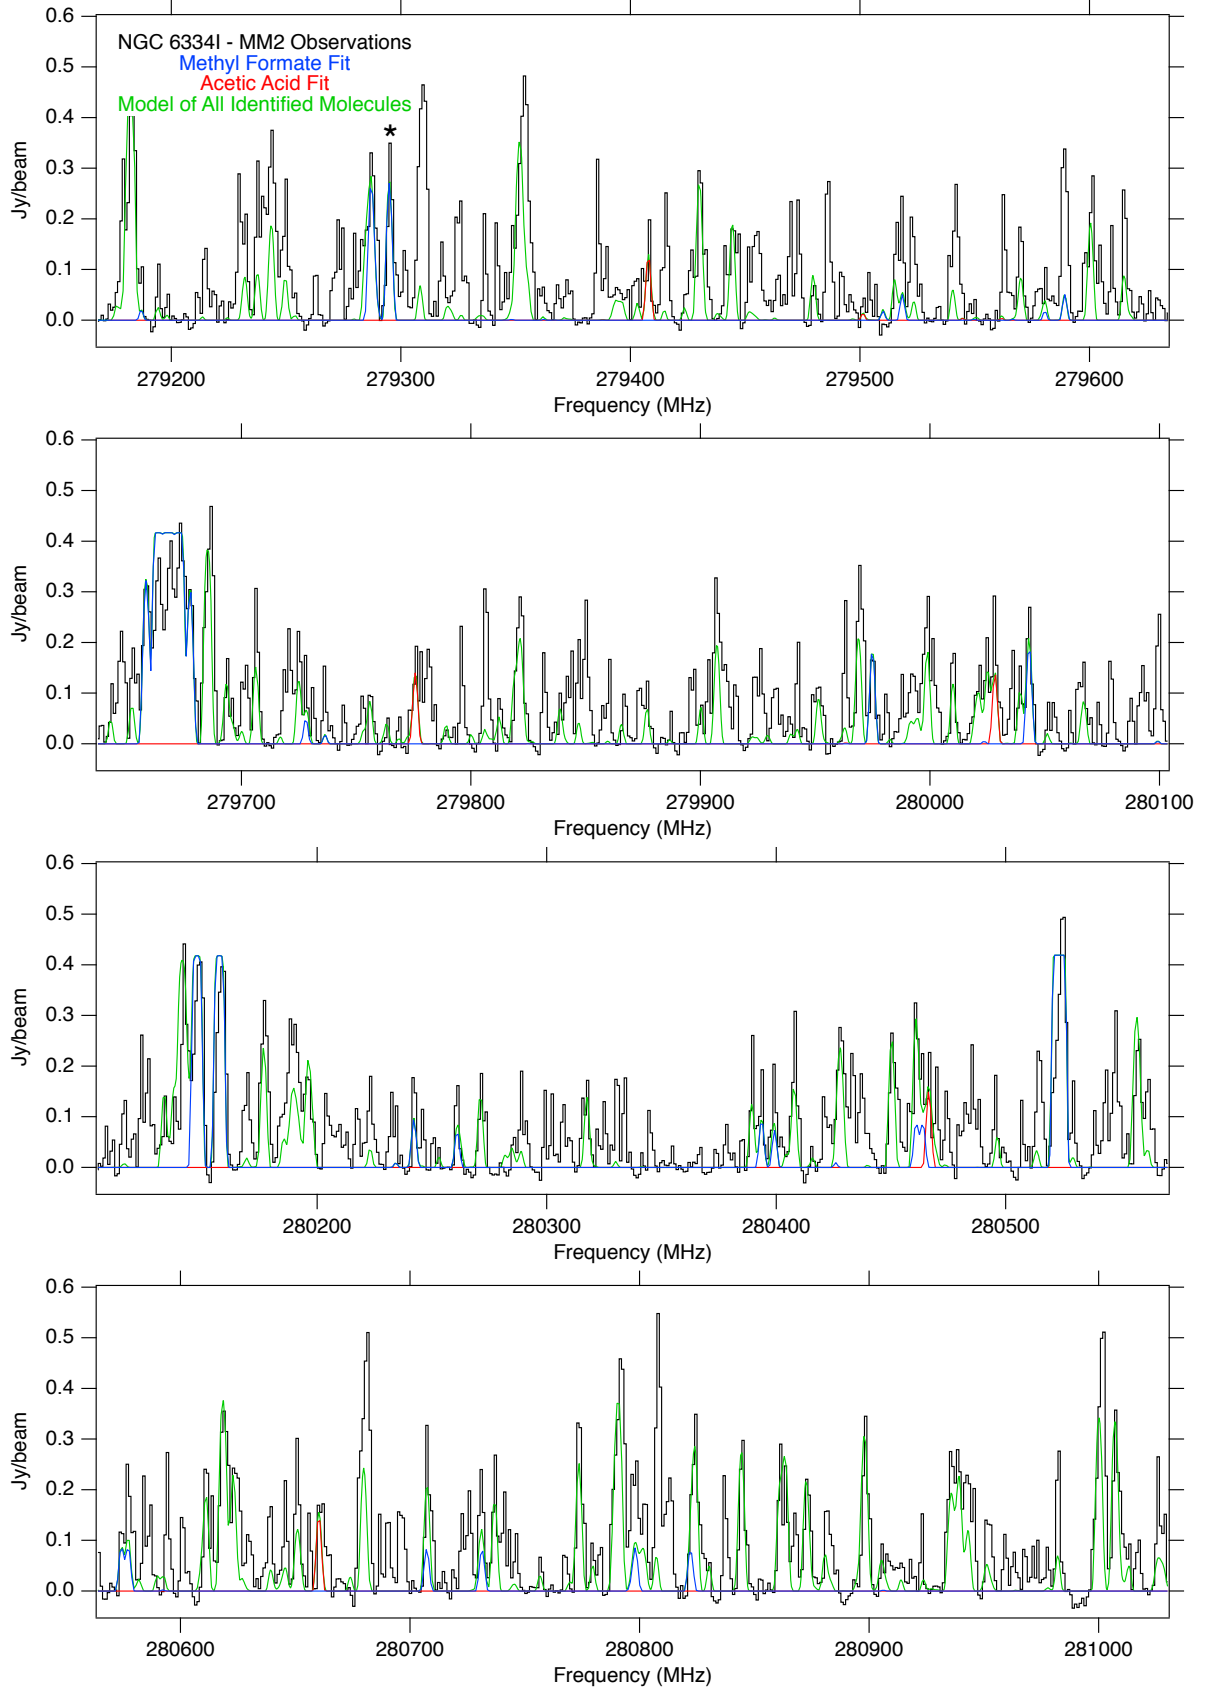 0.6
0.5
0.4
0.3
0.2
0.1
0.0
Jy/beam
NGC 6334I - MM2 Observations
Methyl Formate Fit
Acetic Acid Fit
Model of All Identified Molecules
*
279200 279300 279400 279500 279600
Frequency (MHz)
0.6
0.5
0.4
0.3
0.2
0.1
0.0
Jy/beam
279700 279800 279900 280000 280100
Frequency (MHz)
0.6
0.5
0.4
0.3
0.2
0.1
0.0
Jy/beam
280200 280300 280400 280500
Frequency (MHz)
0.6
0.5
0.4
0.3
0.2
0.1
0.0
Jy/beam
280600 280700 280800 280900 281000
Frequency (MHz)